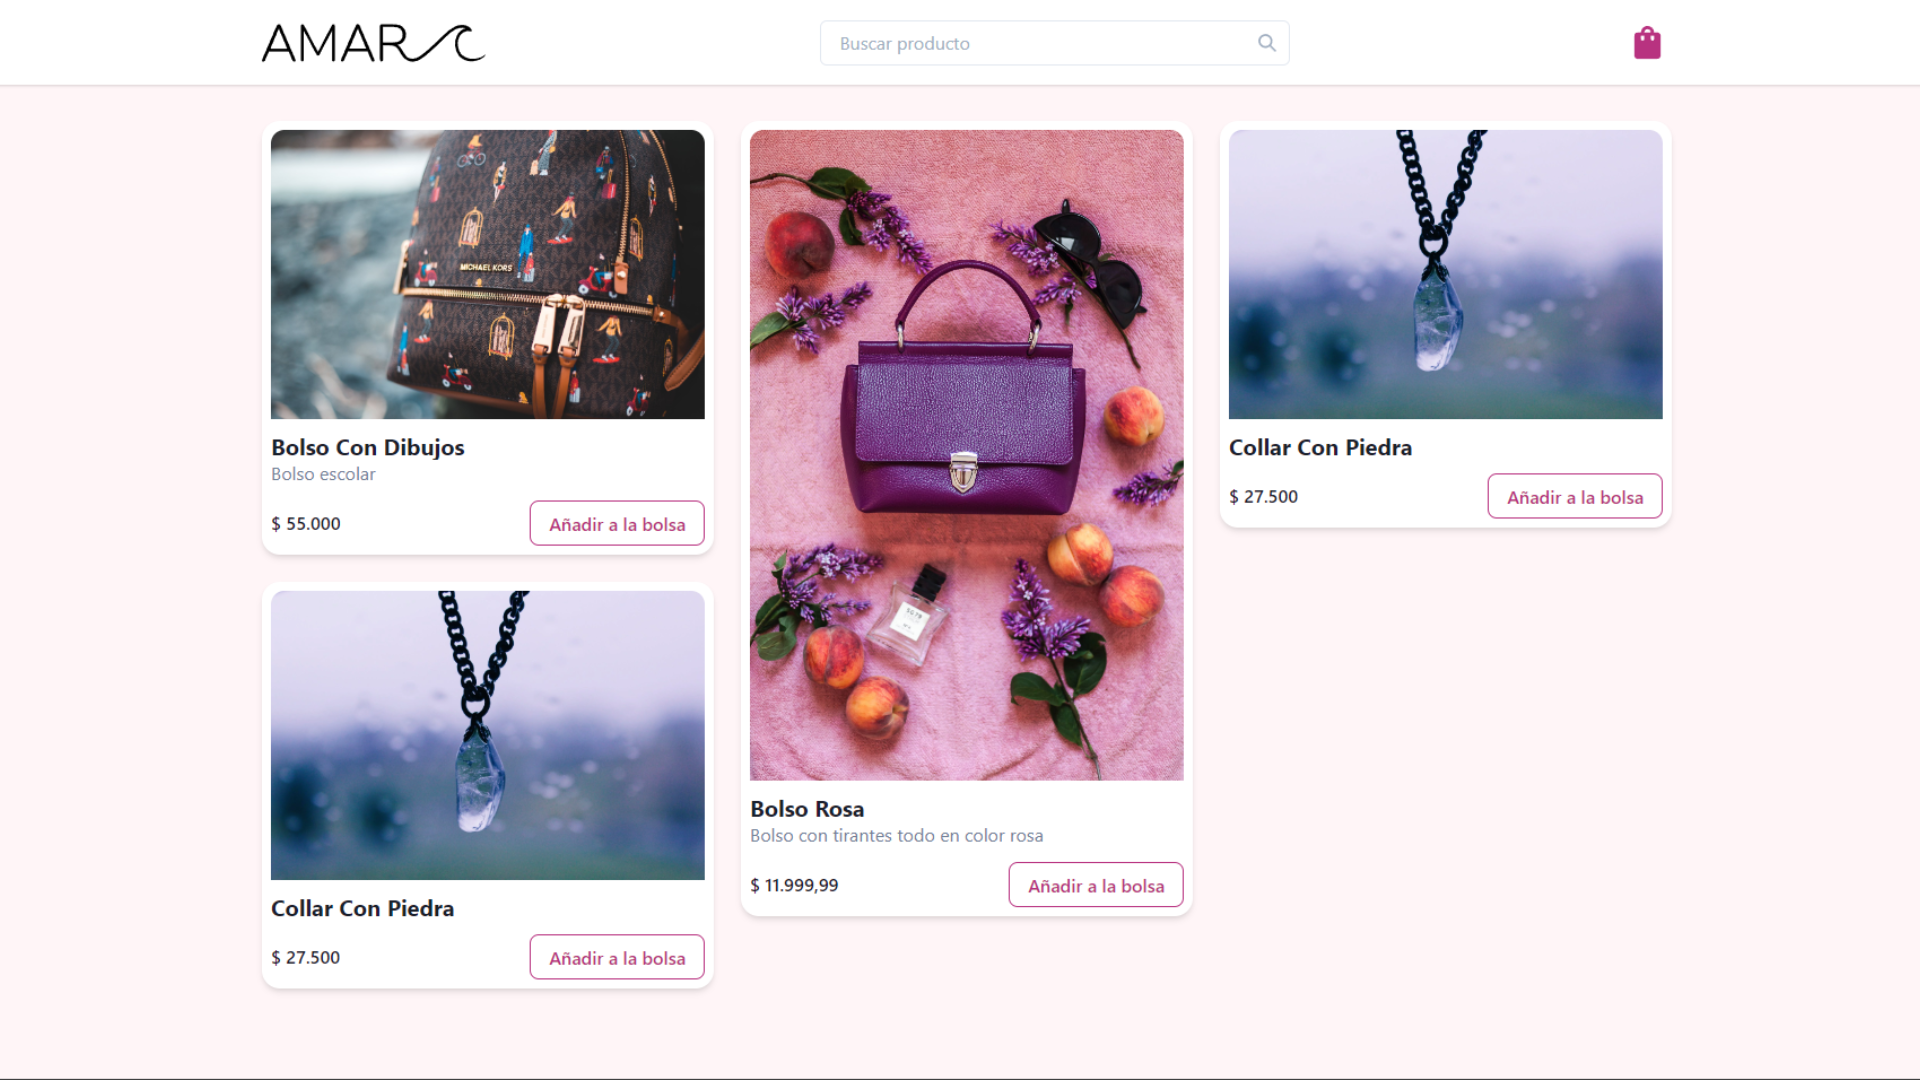 AMAR
Buscar producto
MICHAEL KORS
Bolso Con Dibujos
Bolso escolar
$ 55.000
Añadir a la bolsa
Collar Con Piedra
$ 27.500
Añadir a la bolsa
Bolso Rosa
Bolso con tirantes todo en color rosa
$ 11.999,99
Añadir a la bolsa
Collar Con Piedra
$ 27.500
Añadir a la bolsa